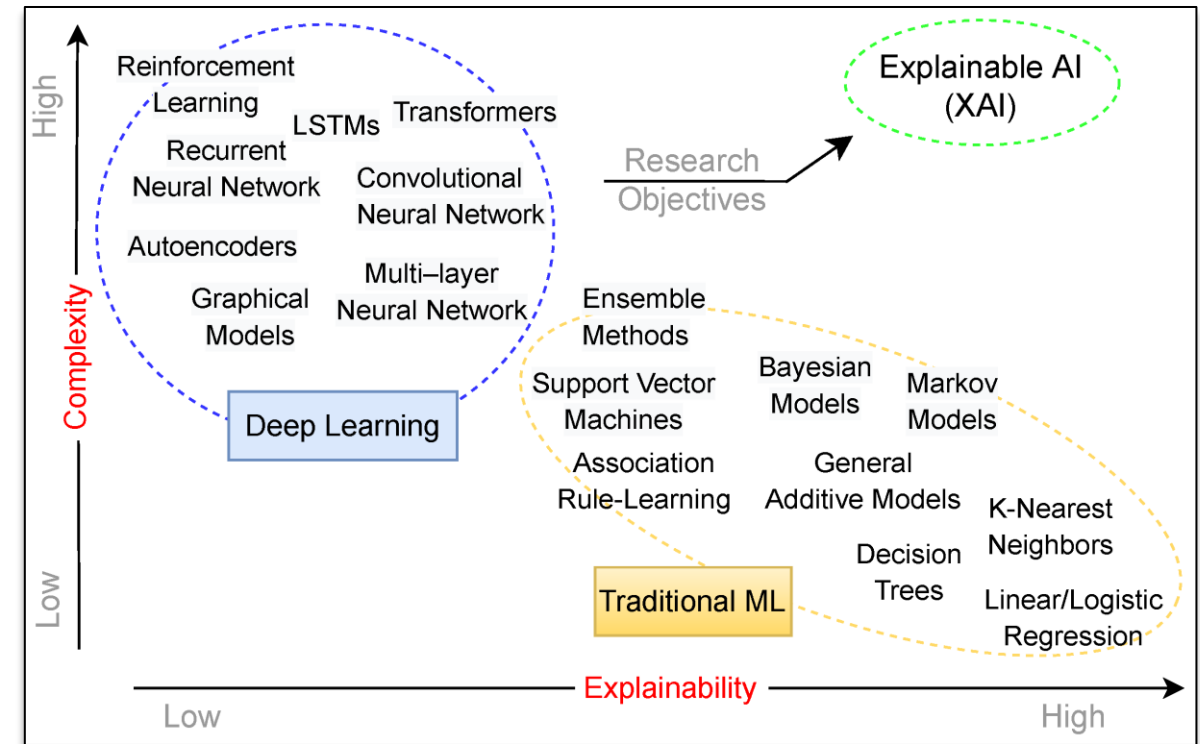 High
Complexity
Low
Reinforcement
Learning
LSTMs
Transformers
Recurrent
Neural Network
Convolutional
Neural Network
Autoencoders
Graphical
Models
Multi–layer
Neural Network
Deep Learning
Explainable AI
(XAI)
Research
Objectives
Ensemble
Methods
Support Vector
Machines
Bayesian
Models
Markov
Models
Association
Rule-Learning
General
Additive Models
K-Nearest
Neighbors
Decision
Trees
Linear/Logistic
Regression
Traditional ML
Low
Explainability
High